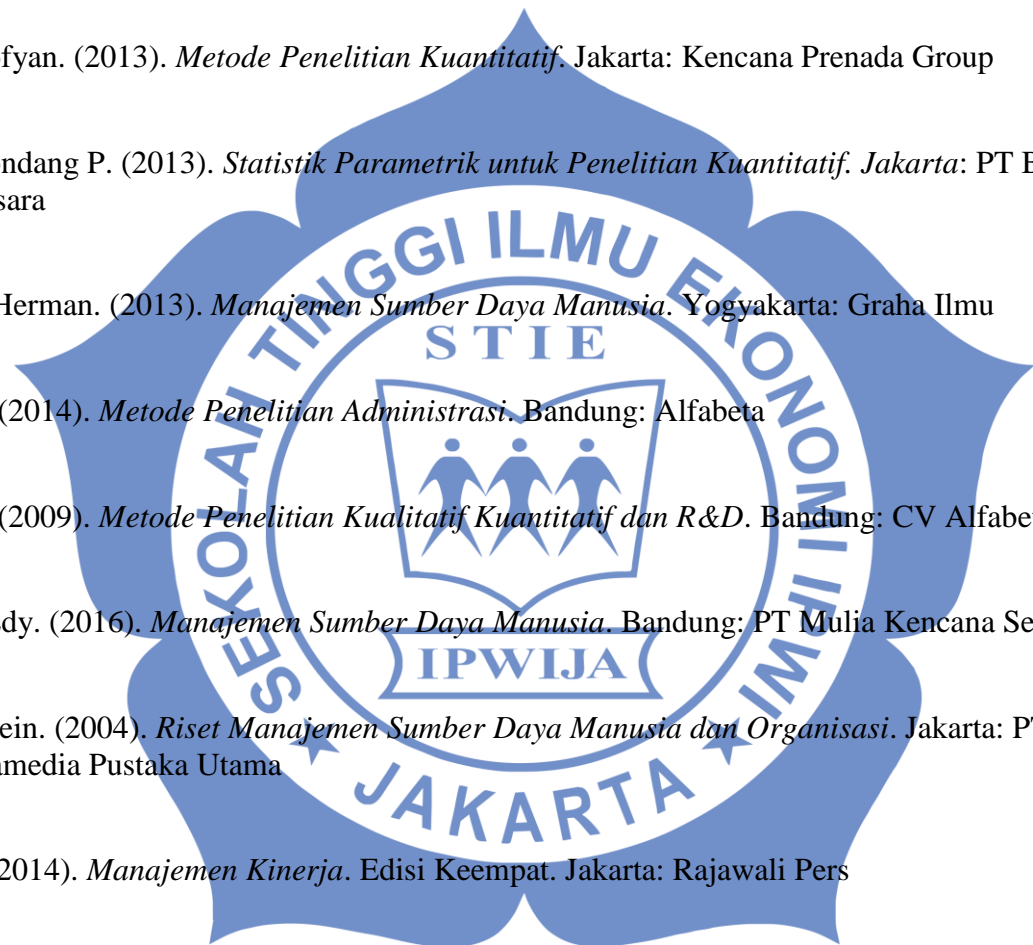 fyan. (2013). Metode Penelitian Kuantitatif. Jakarta: Kencana Prenada Group
ndang P. (2013). Statistik Parametrik untuk Penelitian Kuantitatif. Jakarta: PT B
sara
Herman. (2013). Manajemen Sumber Daya Manusia. Yogyakarta: Graha Ilmu
(2014). Metode Penelitian Administrasi. Bandung: Alfabeta
(2009). Metode Penelitian Kualitatif Kuantitatif dan R&D. Bandung: CV Alfabet
dy. (2016). Manajemen Sumber Daya Manusia. Bandung: PT Mulia Kencana Se
ein. (2004). Riset Manajemen Sumber Daya Manusia dan Organisasi. Jakarta: PT
amedia Pustaka Utama
2014). Manajemen Kinerja. Edisi Keempat. Jakarta: Rajawali Pers
SEKOLAH TINGGI ILMU EKONOMI IPWI
JAKARTA
STIE
IPWIJA